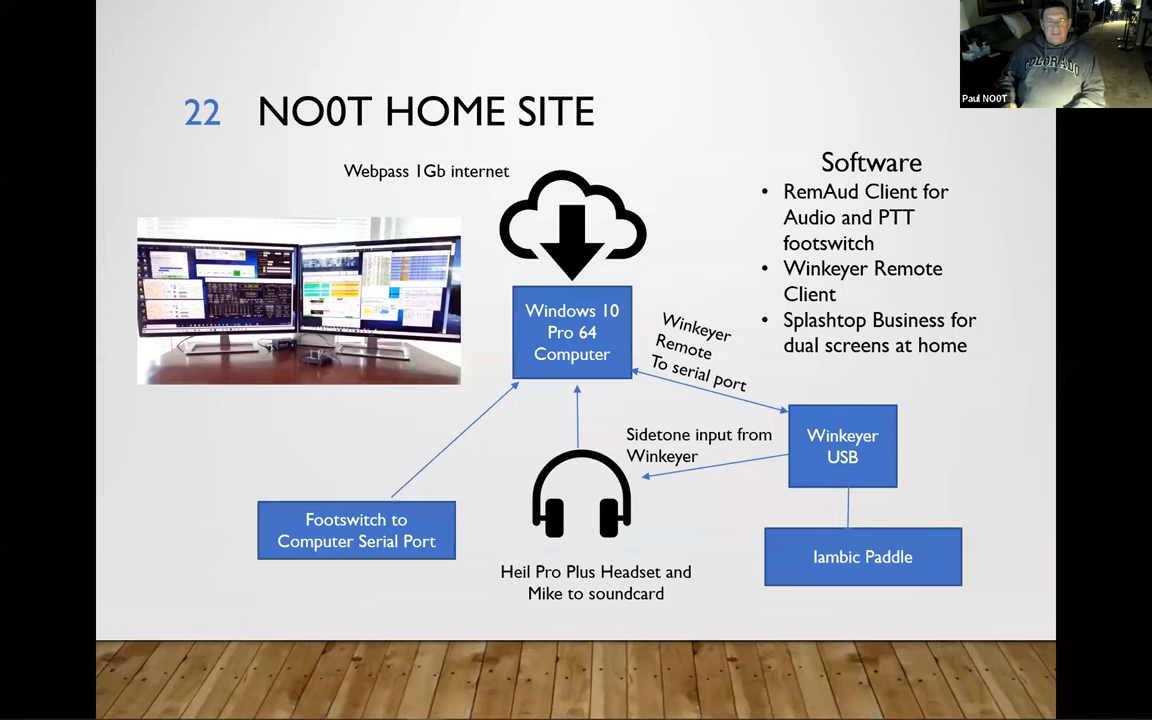 COLORADO
Paul NO0T
22 NO0T HOME SITE
Webpass 1Gb internet
Software
• RemAud Client for
Audio and PTT
footswitch
• Winkeyer Remote
Client
• Splashtop Business for
dual screens at home
Windows 10
Pro 64
Computer
Winkeyer
Remote
To serial port
Sidetone input from
Winkeyer
Winkeyer
USB
Footswitch to
Computer Serial Port
Iambic Paddle
Heil Pro Plus Headset and
Mike to soundcard